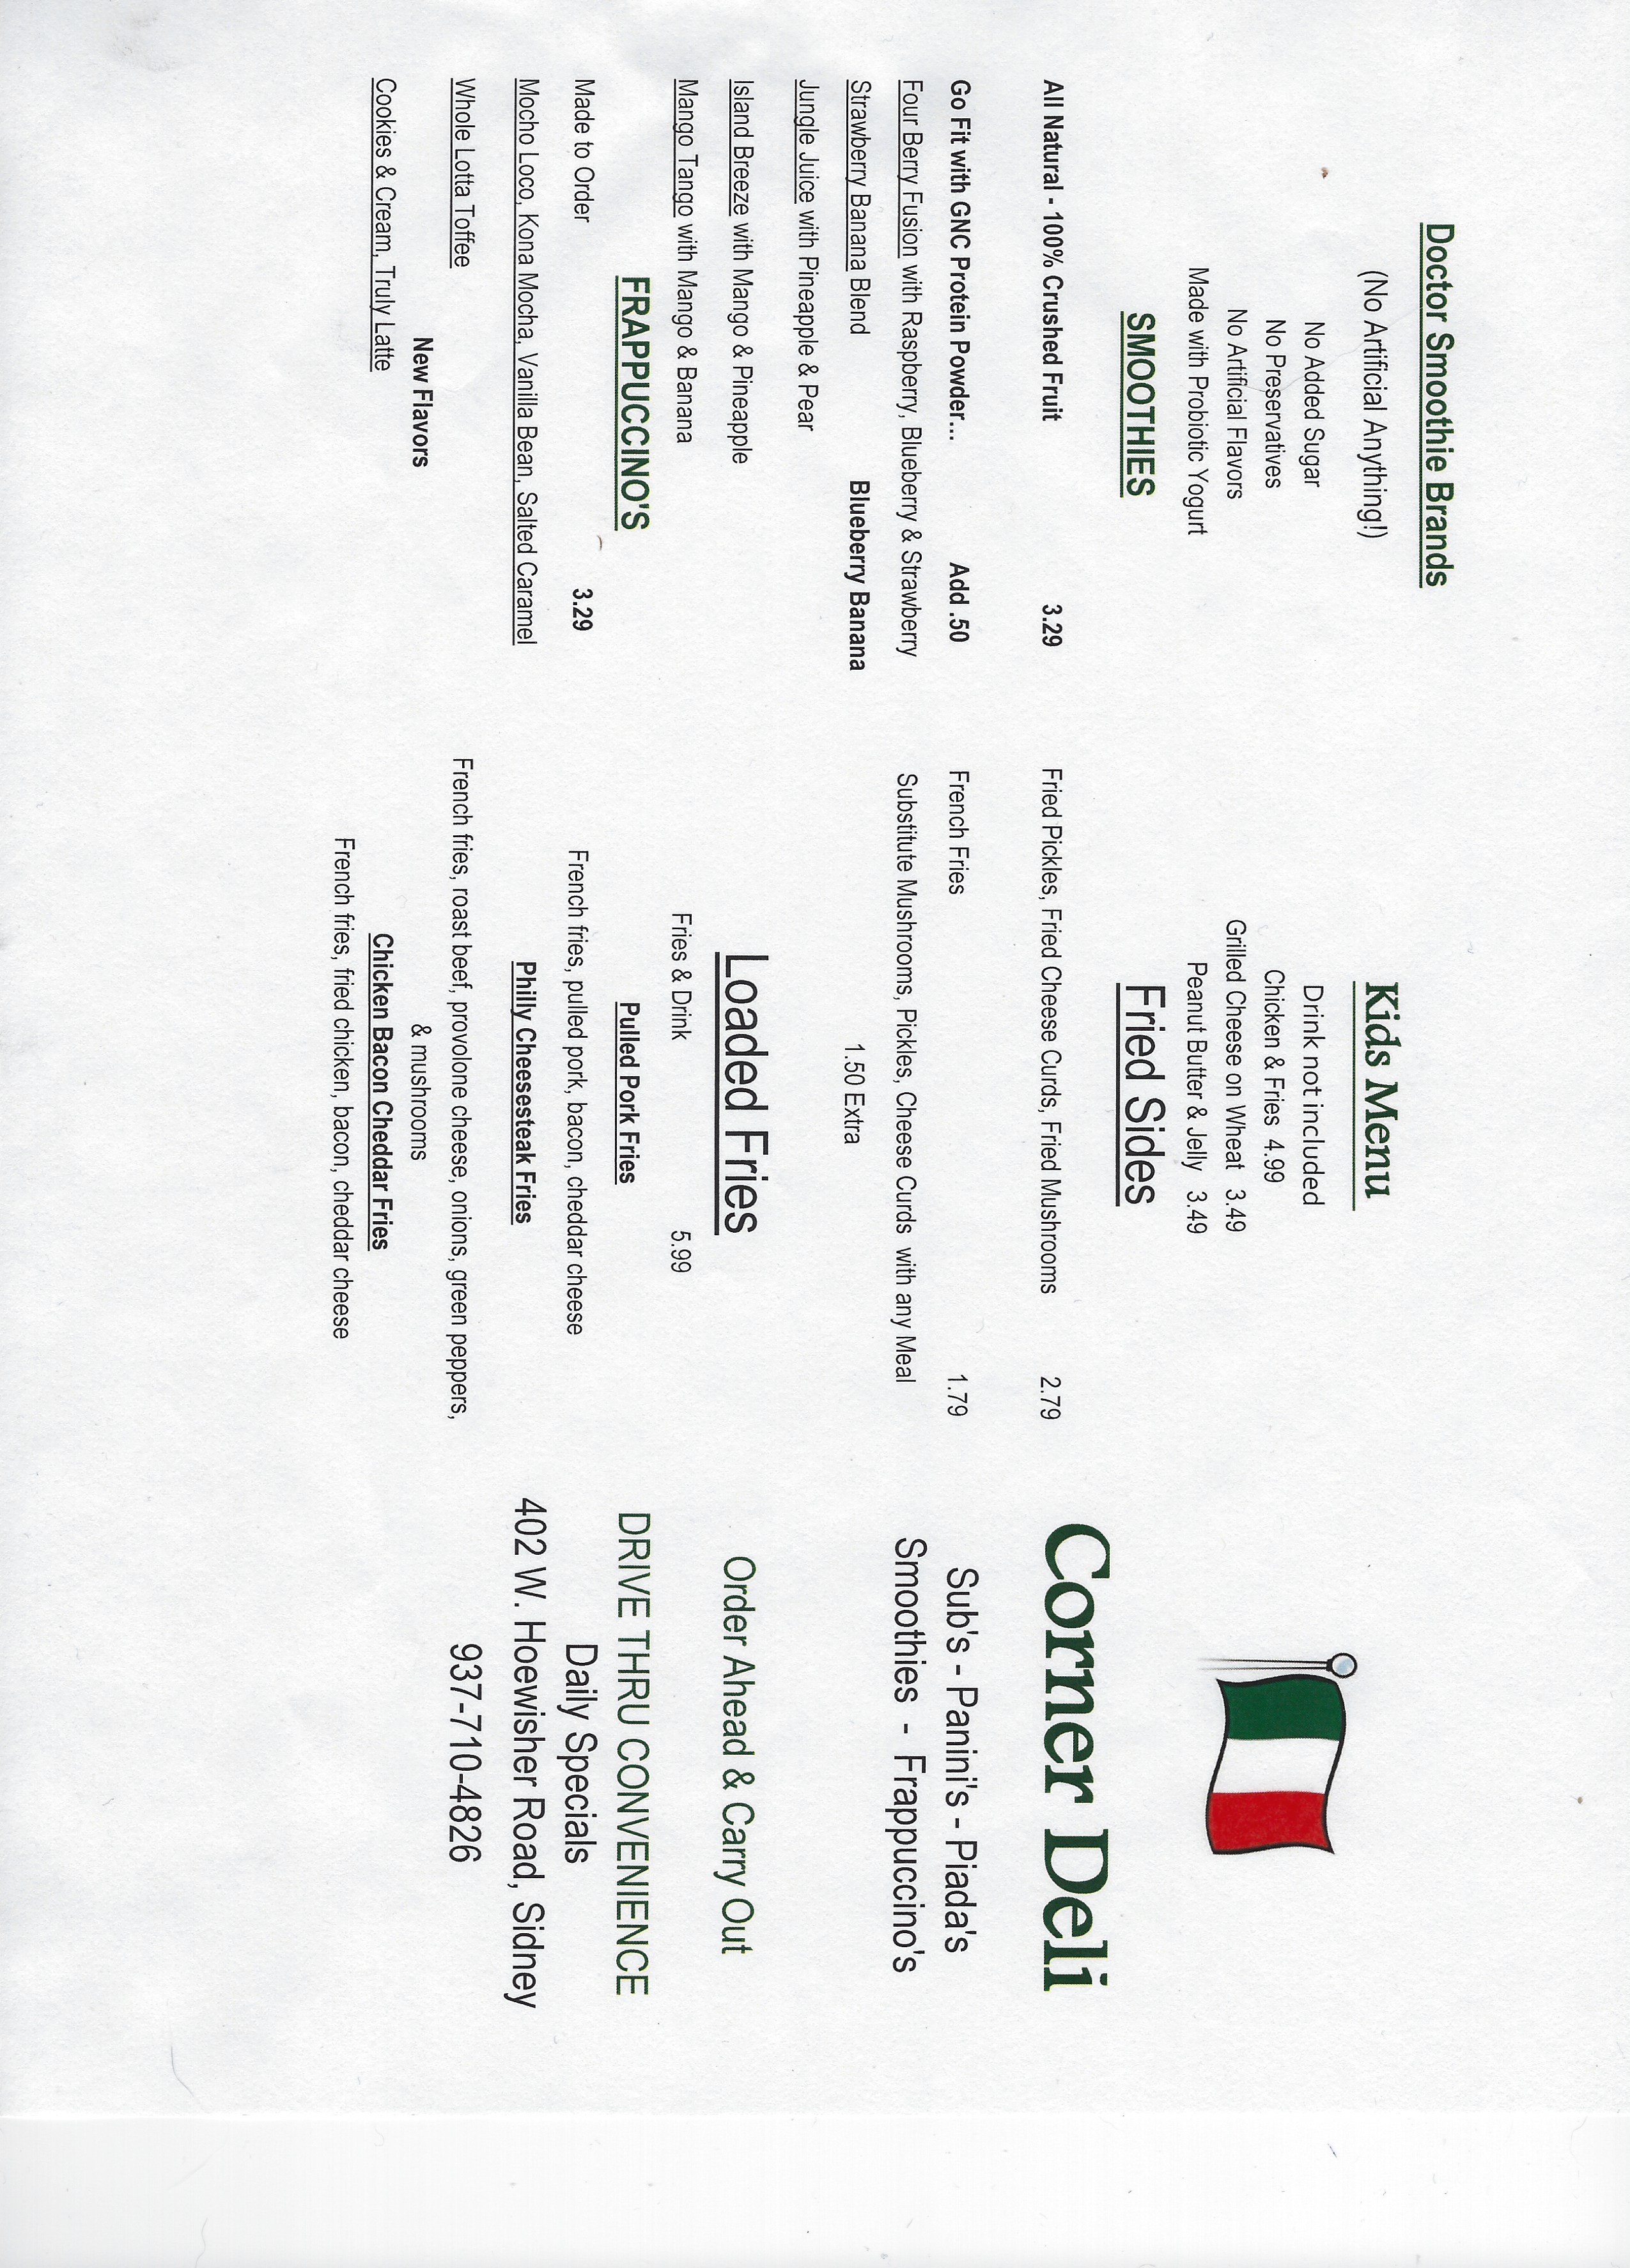 Doctor Smoothie Brands
(No Artificial Anything!)
No Added Sugar
No Preservatives
No Artificial Flavors
Made with Probiotic Yogurt
SMOOTHIES
All Natural - 100% Crushed Fruit 3.29
Go Fit with GNC Protein Powder... Add .50
Four Berry Fusion with Raspberry, Blueberry & Strawberry
Strawberry Banana Blend Blueberry Banana
Jungle Juice with Pineapple & Pear
Island Breeze with Mango & Pineapple
Mango Tango with Mango & Banana
FRAPPUCCINO'S
Made to Order 3.29
Mocho Loco, Kona Mocha, Vanilla Bean, Salted Caramel
Whole Lotta Toffee
New Flavors
Cookies & Cream, Truly Latte
Kids Menu
Drink not included
Chicken & Fries 4.99
Grilled Cheese on Wheat 3.49
Peanut Butter & Jelly 3.49
Fried Sides
Fried Pickles, Fried Cheese Curds, Fried Mushrooms 2.79
French Fries 1.79
Substitute Mushrooms, Pickles, Cheese Curds with any Meal
1.50 Extra
Loaded Fries
Fries & Drink 5.99
Pulled Pork Fries
French fries, pulled pork, bacon, cheddar cheese
Philly Cheesesteak Fries
French fries, roast beef, provolone cheese, onions, green peppers,
& mushrooms
Chicken Bacon Cheddar Fries
French fries, fried chicken, bacon, cheddar cheese
Corner Deli
Sub's - Panini's - Piada's
Smoothies - Frappuccino's
Order Ahead & Carry Out
DRIVE THRU CONVENIENCE
Daily Specials
402 W. Hoewisher Road, Sidney
937-710-4826